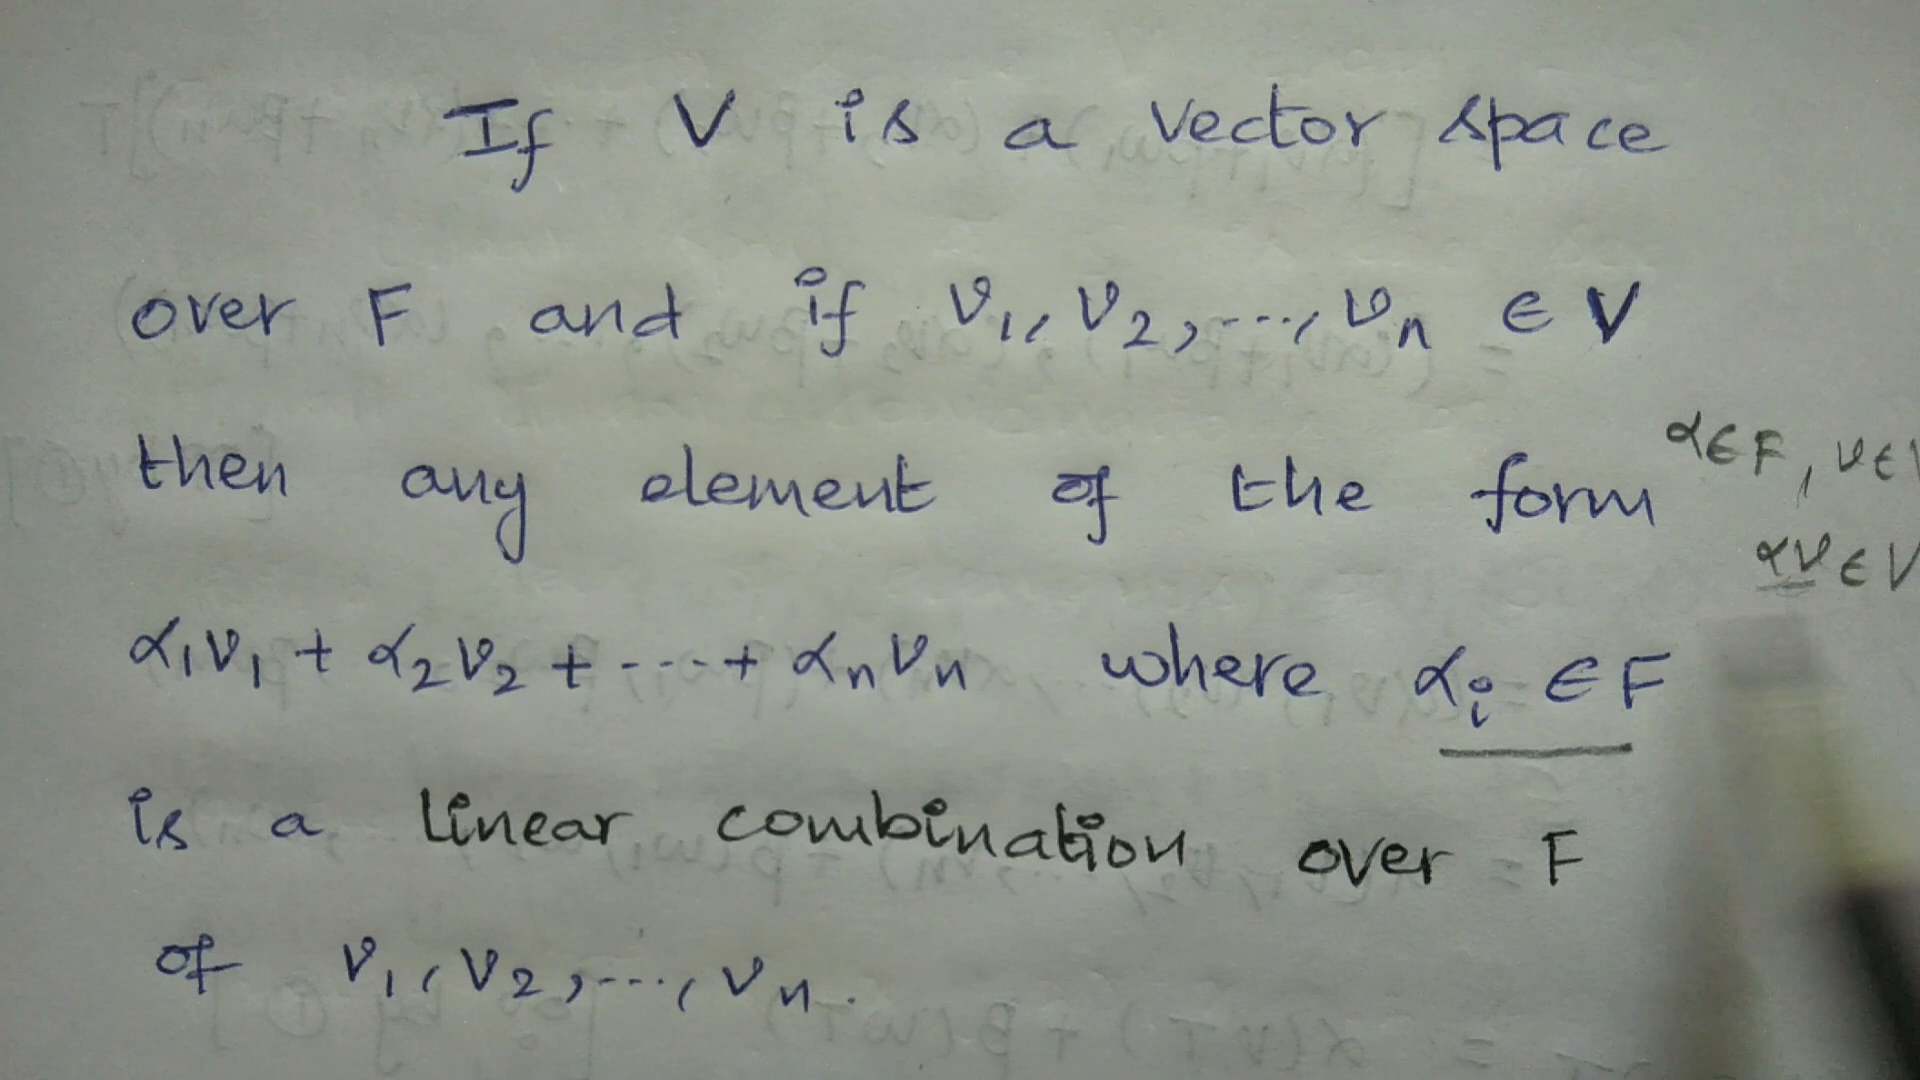 If V is a vector space
over F and if v₁, v₂, ..., vₙ ∈ V
then any element of the form
α∈F, v∈V
αv∈V
α₁v₁ + α₂v₂ + ... + αₙvₙ where αᵢ ∈ F
is a linear combination over F
of v₁, v₂, ..., vₙ.